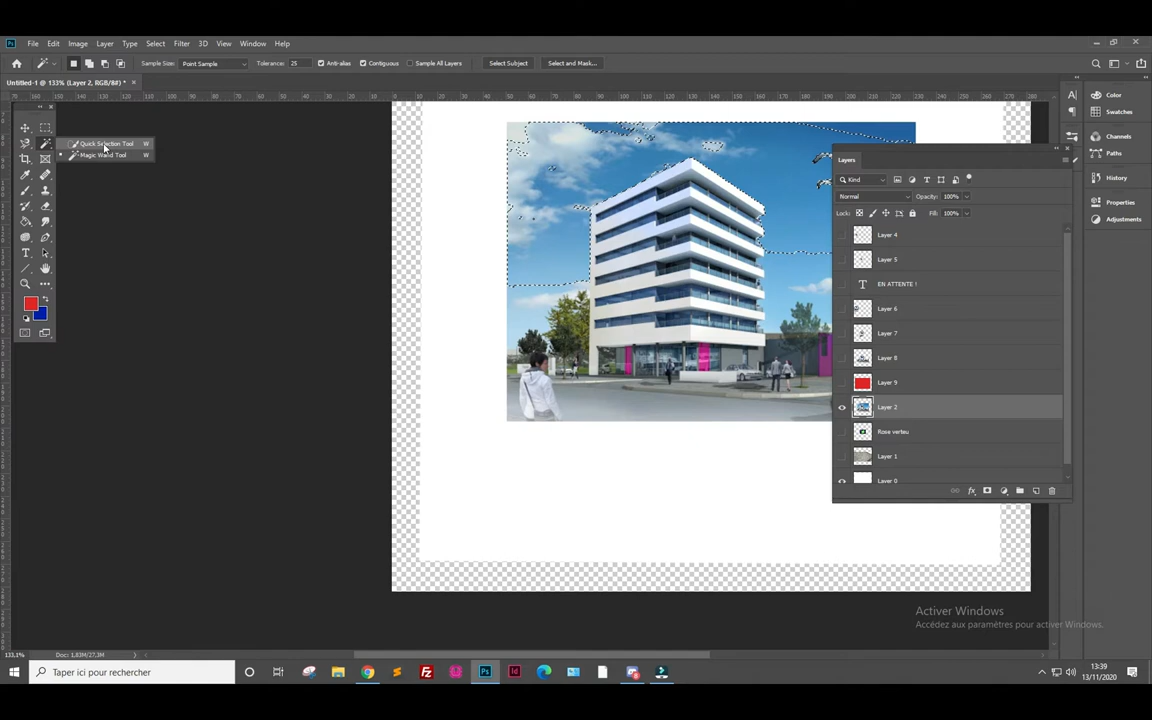 Ps File Edit Image Layer Type Select Filter 3D View Window Help
Sample Size: Point Sample Tolerance: 25 Anti-alias Contiguous Sample All Layers Select Subject Select and Mask...
Untitled-1 @ 133% (Layer 2, RGB/8#) *
Quick Selection Tool W
Magic Wand Tool W
Color
Swatches
Channels
Paths
History
Properties
Adjustments
Layers
Kind
Normal Opacity: 100%
Lock: Fill: 100%
Layer 4
Layer 5
T EN ATTENTE !
Layer 6
Layer 7
Layer 8
Layer 9
Layer 2
Rose verteu
Layer 1
Layer 0
Activer Windows
Accédez aux paramètres pour activer Windows.
133.1% Doc: 1,83M/27,3M
Taper ici pour rechercher
Fz Ps Id
13:39
13/11/2020